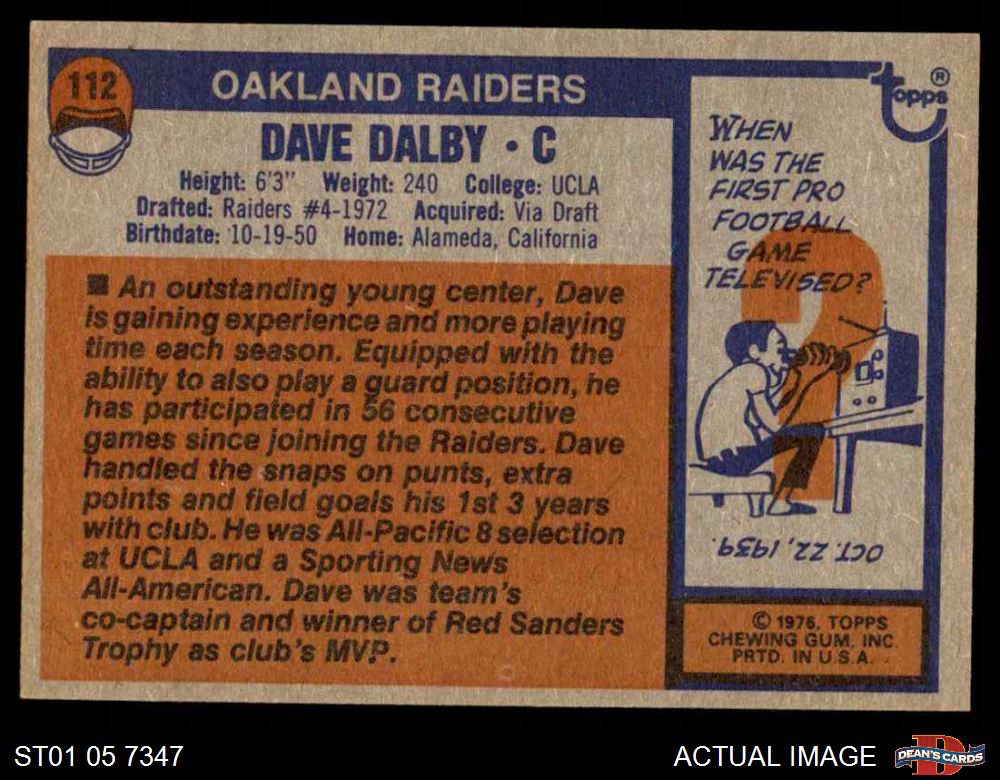 112
OAKLAND RAIDERS
DAVE DALBY • C
Height: 6'3" Weight: 240 College: UCLA
Drafted: Raiders #4-1972 Acquired: Via Draft
Birthdate: 10-19-50 Home: Alameda, California
■ An outstanding young center, Dave
is gaining experience and more playing
time each season. Equipped with the
ability to also play a guard position, he
has participated in 56 consecutive
games since joining the Raiders. Dave
handled the snaps on punts, extra
points and field goals his 1st 3 years
with club. He was All-Pacific 8 selection
at UCLA and a Sporting News
All-American. Dave was team's
co-captain and winner of Red Sanders
Trophy as club's MVP.
topps ®
WHEN
WAS THE
FIRST PRO
FOOTBALL
GAME
TELEVISED?
?
OCT. 22, 1939.
© 1976, TOPPS
CHEWING GUM, INC.
PRTD. IN U.S.A.
ST01 05 7347
ACTUAL IMAGE
D
DEAN'S CARDS